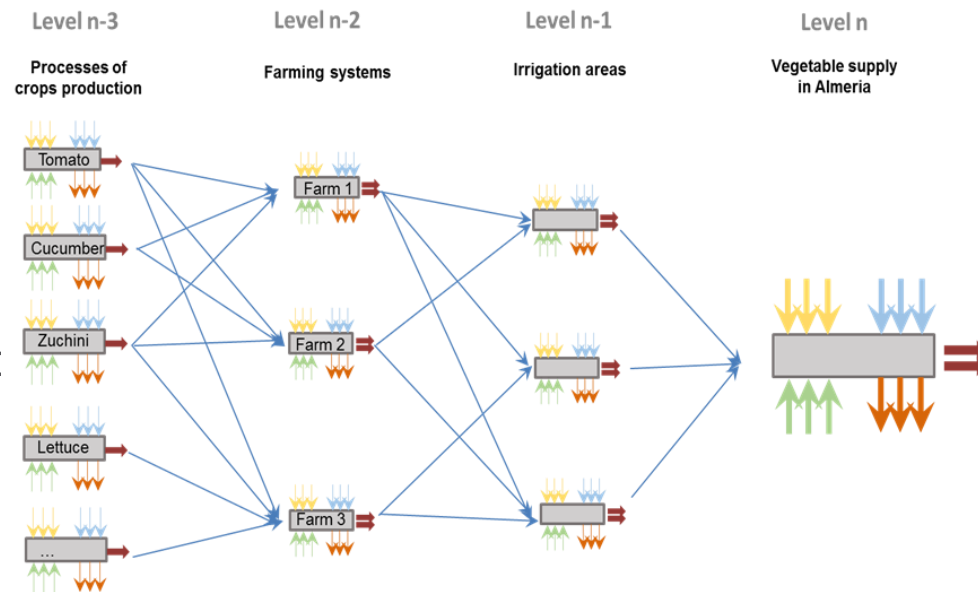 Level n-3
Level n-2
Level n-1
Level n
Processes of
crops production
Farming systems
Irrigation areas
Vegetable supply
in Almeria
Tomato
Cucumber
Zuchini
Lettuce
...
Farm 1
Farm 2
Farm 3